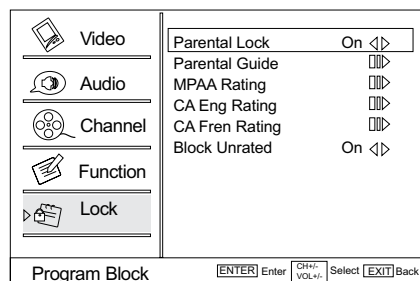 Video
Audio
Channel
Function
Lock
Parental Lock On
Parental Guide
MPAA Rating
CA Eng Rating
CA Fren Rating
Block Unrated On
Program Block
ENTER Enter CH+/- VOL+/- Select EXIT Back